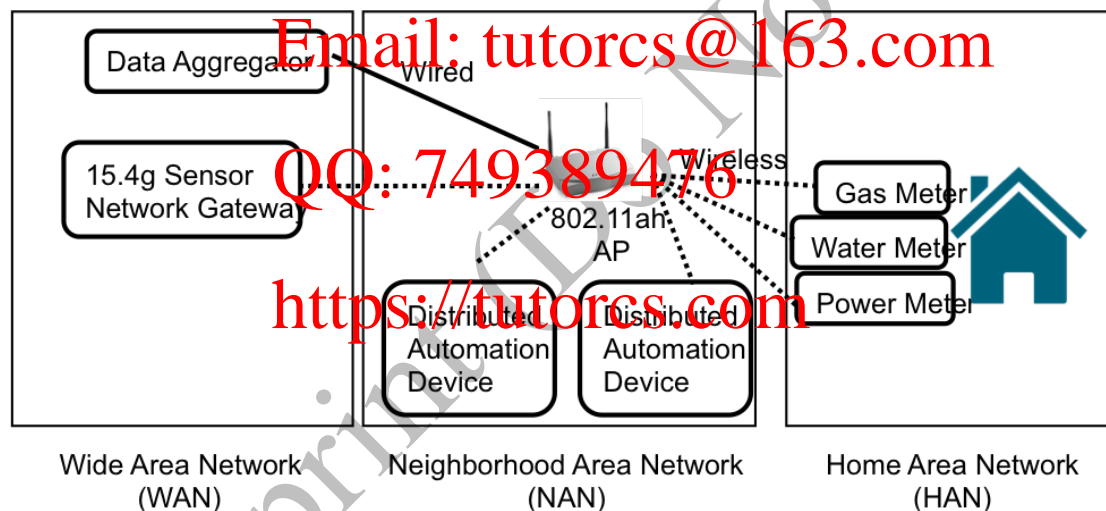 Email: tutorcs@163.com
Data Aggregator
Wired
QQ: 749389476
15.4g Sensor
Network Gateway
Wireless
802.11ah
AP
Gas Meter
Water Meter
Power Meter
https://tutorcs.com
Distributed
Automation
Device
Distributed
Automation
Device
Wide Area Network
(WAN)
Neighborhood Area Network
(NAN)
Home Area Network
(HAN)